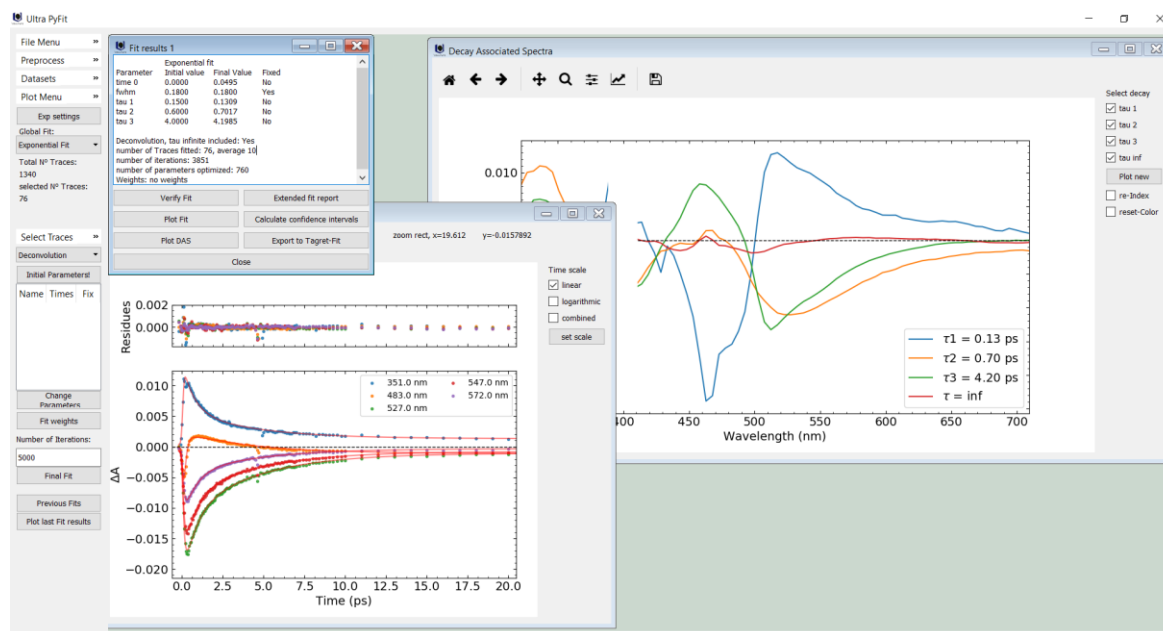 Ultra PyFit
File Menu »
Preprocess »
Datasets »
Plot Menu »
Exp settings
Global Fit:
Exponential Fit
Total Nº Traces:
1340
selected Nº Traces:
76
Select Traces »
Deconvolution
Initial Parameters!
Name Times Fix
Change
Parameters
Fit weights
Number of Iterations:
5000
Final Fit
Previous Fits
Plot last Fit results
Fit results 1
Exponential fit
Parameter Initial value Final Value Fixed
time 0 0.0000 0.0495 No
fwhm 0.1800 0.1800 Yes
tau 1 0.1500 0.1309 No
tau 2 0.6000 0.7017 No
tau 3 4.0000 4.1985 No
Deconvolution, tau infinite included: Yes
number of Traces fitted: 76, average 10
number of iterations: 3851
number of parameters optimized: 760
Weights: no weights
Verify Fit Extended fit report
Plot Fit Calculate confidence intervals
Plot DAS Export to Tagret-Fit
Close
zoom rect, x=19.612 y=-0.0157892
Time scale
linear
logarithmic
combined
set scale
Residues
0.002
0.000
351.0 nm
483.0 nm
527.0 nm
547.0 nm
572.0 nm
ΔA
0.010
0.005
0.000
−0.005
−0.010
−0.015
−0.020
0.0 2.5 5.0 7.5 10.0 12.5 15.0 17.5 20.0
Time (ps)
Decay Associated Spectra
Select decay
tau 1
tau 2
tau 3
tau inf
Plot new
re-Index
reset-Color
0.010
τ1 = 0.13 ps
τ2 = 0.70 ps
τ3 = 4.20 ps
τ = inf
450 500 550 600 650 700
Wavelength (nm)